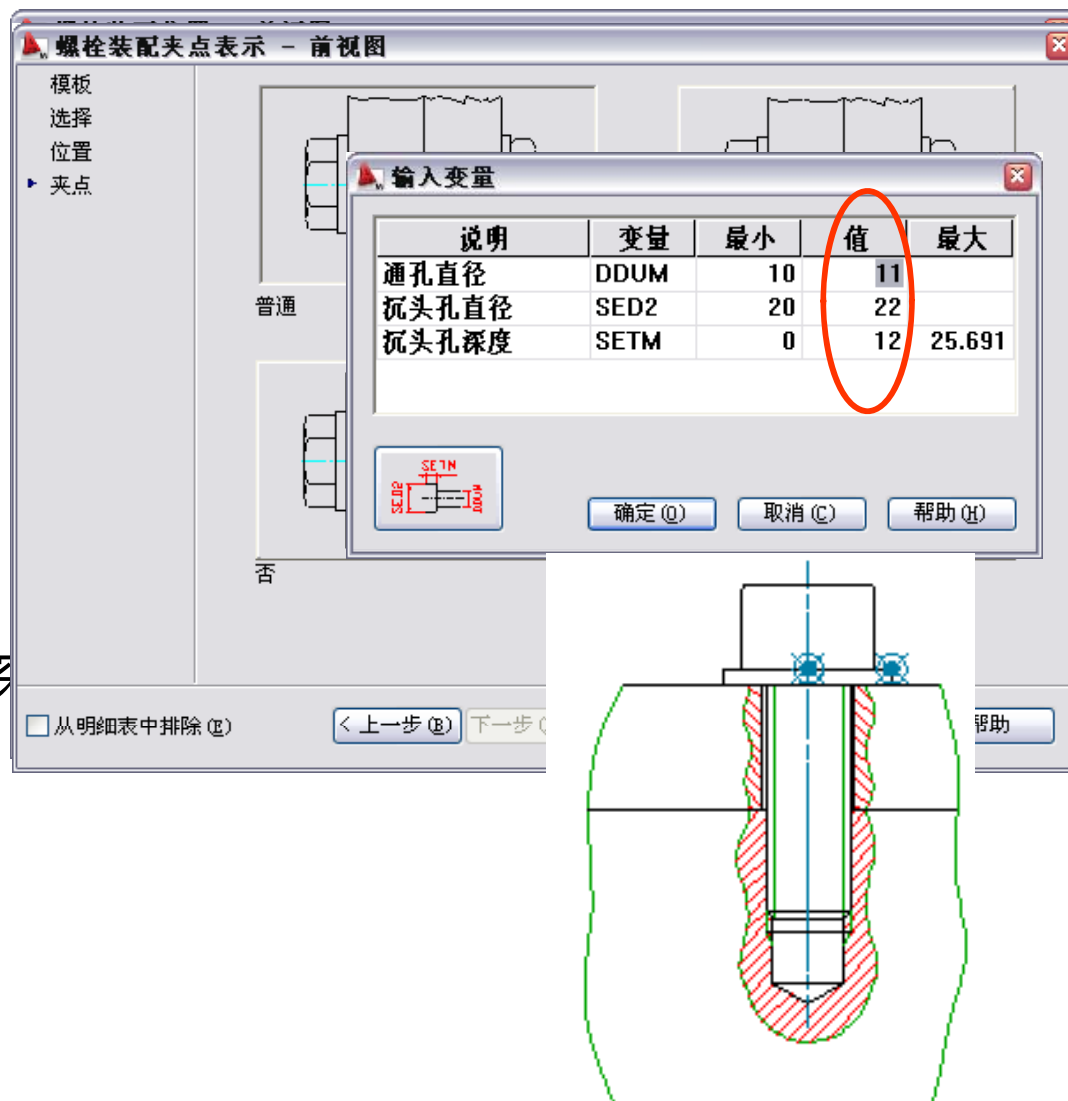 螺栓装配夹点表示 - 前视图
模板
选择
位置
夹点
普通
否
输入变量
说明 变量 最小 值 最大
通孔直径 DDUM 10 11
沉头孔直径 SED2 20 22
沉头孔深度 SETM 0 12 25.691
SETM
SED2
DDUM
确定(O) 取消(C) 帮助(H)
从明细表中排除(E) < 上一步(B) 下一步( 帮助